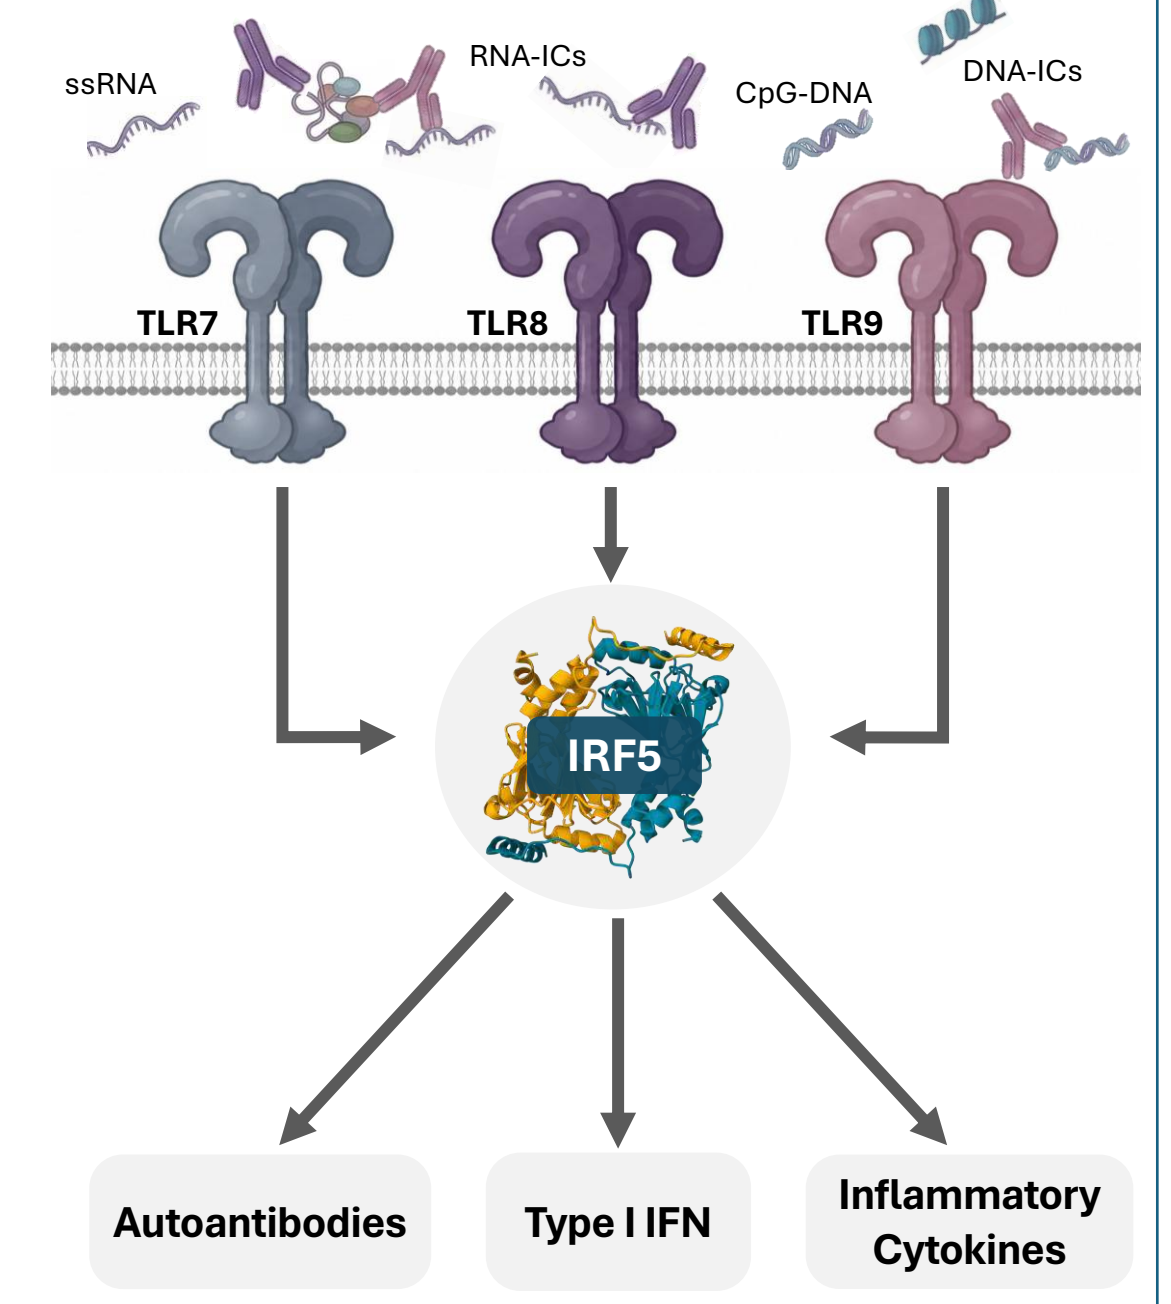 ssRNA
RNA-ICs
CpG-DNA
DNA-ICs
TLR7
TLR8
TLR9
IRF5
Autoantibodies
Type I IFN
Inflammatory
Cytokines